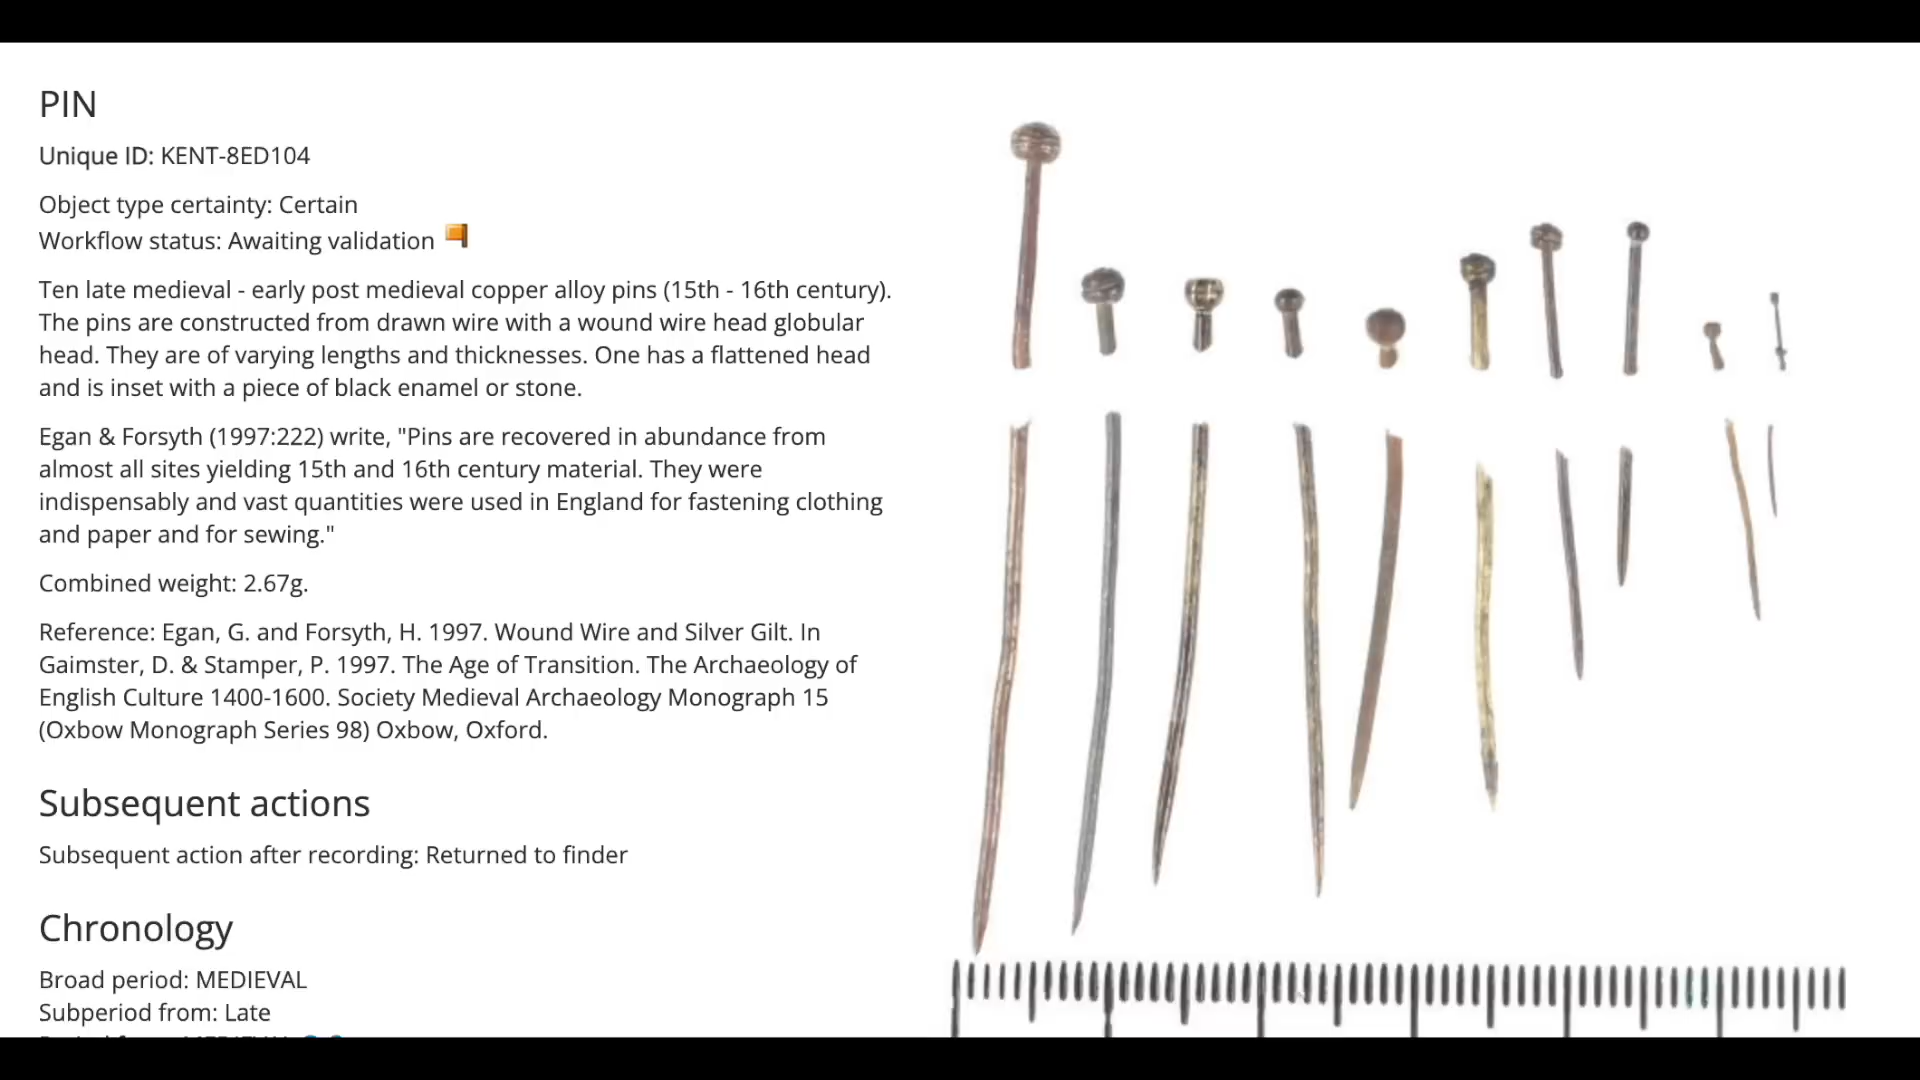 PIN
Unique ID: KENT-8ED104
Object type certainty: Certain
Workflow status: Awaiting validation
Ten late medieval - early post medieval copper alloy pins (15th - 16th century).
The pins are constructed from drawn wire with a wound wire head globular
head. They are of varying lengths and thicknesses. One has a flattened head
and is inset with a piece of black enamel or stone.
Egan & Forsyth (1997:222) write, "Pins are recovered in abundance from
almost all sites yielding 15th and 16th century material. They were
indispensably and vast quantities were used in England for fastening clothing
and paper and for sewing."
Combined weight: 2.67g.
Reference: Egan, G. and Forsyth, H. 1997. Wound Wire and Silver Gilt. In
Gaimster, D. & Stamper, P. 1997. The Age of Transition. The Archaeology of
English Culture 1400-1600. Society Medieval Archaeology Monograph 15
(Oxbow Monograph Series 98) Oxbow, Oxford.
Subsequent actions
Subsequent action after recording: Returned to finder
Chronology
Broad period: MEDIEVAL
Subperiod from: Late